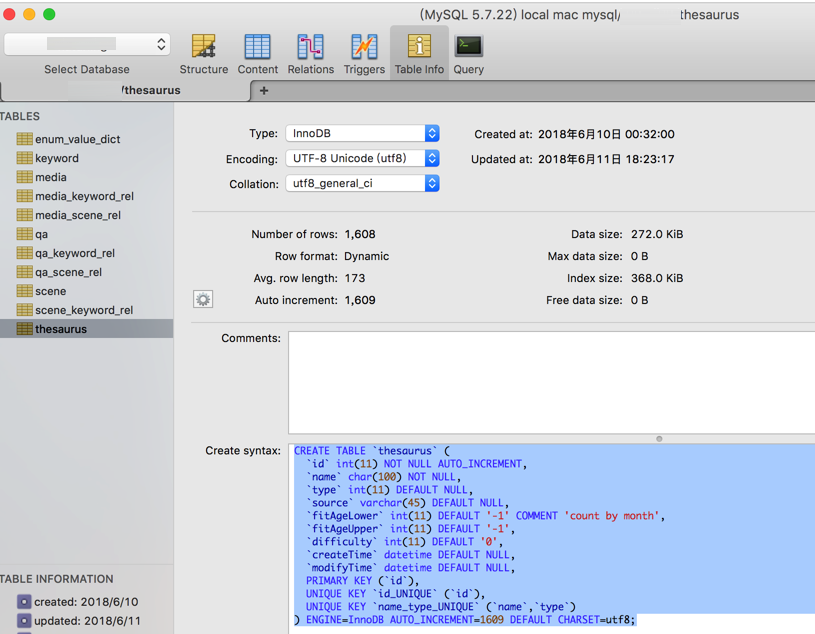 (MySQL 5.7.22) local mac mysql/ thesaurus
Select Database
Structure Content Relations Triggers Table Info Query
/thesaurus +
TABLES
enum_value_dict
keyword
media
media_keyword_rel
media_scene_rel
qa
qa_keyword_rel
qa_scene_rel
scene
scene_keyword_rel
thesaurus
TABLE INFORMATION
created: 2018/6/10
updated: 2018/6/11
Type: InnoDB Created at: 2018年6月10日 00:32:00
Encoding: UTF-8 Unicode (utf8) Updated at: 2018年6月11日 18:23:17
Collation: utf8_general_ci
Number of rows: 1,608 Data size: 272.0 KiB
Row format: Dynamic Max data size: 0 B
Avg. row length: 173 Index size: 368.0 KiB
Auto increment: 1,609 Free data size: 0 B
Comments:
Create syntax: CREATE TABLE `thesaurus` (
`id` int(11) NOT NULL AUTO_INCREMENT,
`name` char(100) NOT NULL,
`type` int(11) DEFAULT NULL,
`source` varchar(45) DEFAULT NULL,
`fitAgeLower` int(11) DEFAULT '-1' COMMENT 'count by month',
`fitAgeUpper` int(11) DEFAULT '-1',
`difficulty` int(11) DEFAULT '0',
`createTime` datetime DEFAULT NULL,
`modifyTime` datetime DEFAULT NULL,
PRIMARY KEY (`id`),
UNIQUE KEY `id_UNIQUE` (`id`),
UNIQUE KEY `name_type_UNIQUE` (`name`,`type`)
) ENGINE=InnoDB AUTO_INCREMENT=1609 DEFAULT CHARSET=utf8;